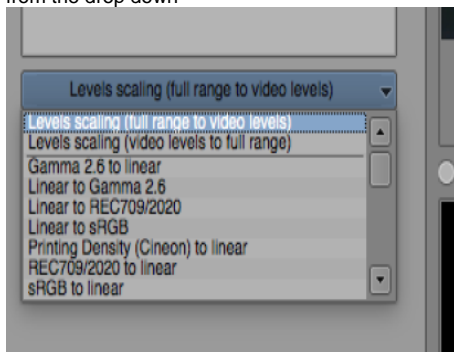 from the drop down
Levels scaling (full range to video levels)
Levels scaling (full range to video levels)
Levels scaling (video levels to full range)
Gamma 2.6 to linear
Linear to Gamma 2.6
Linear to REC709/2020
Linear to sRGB
Printing Density (Cineon) to linear
REC709/2020 to linear
sRGB to linear